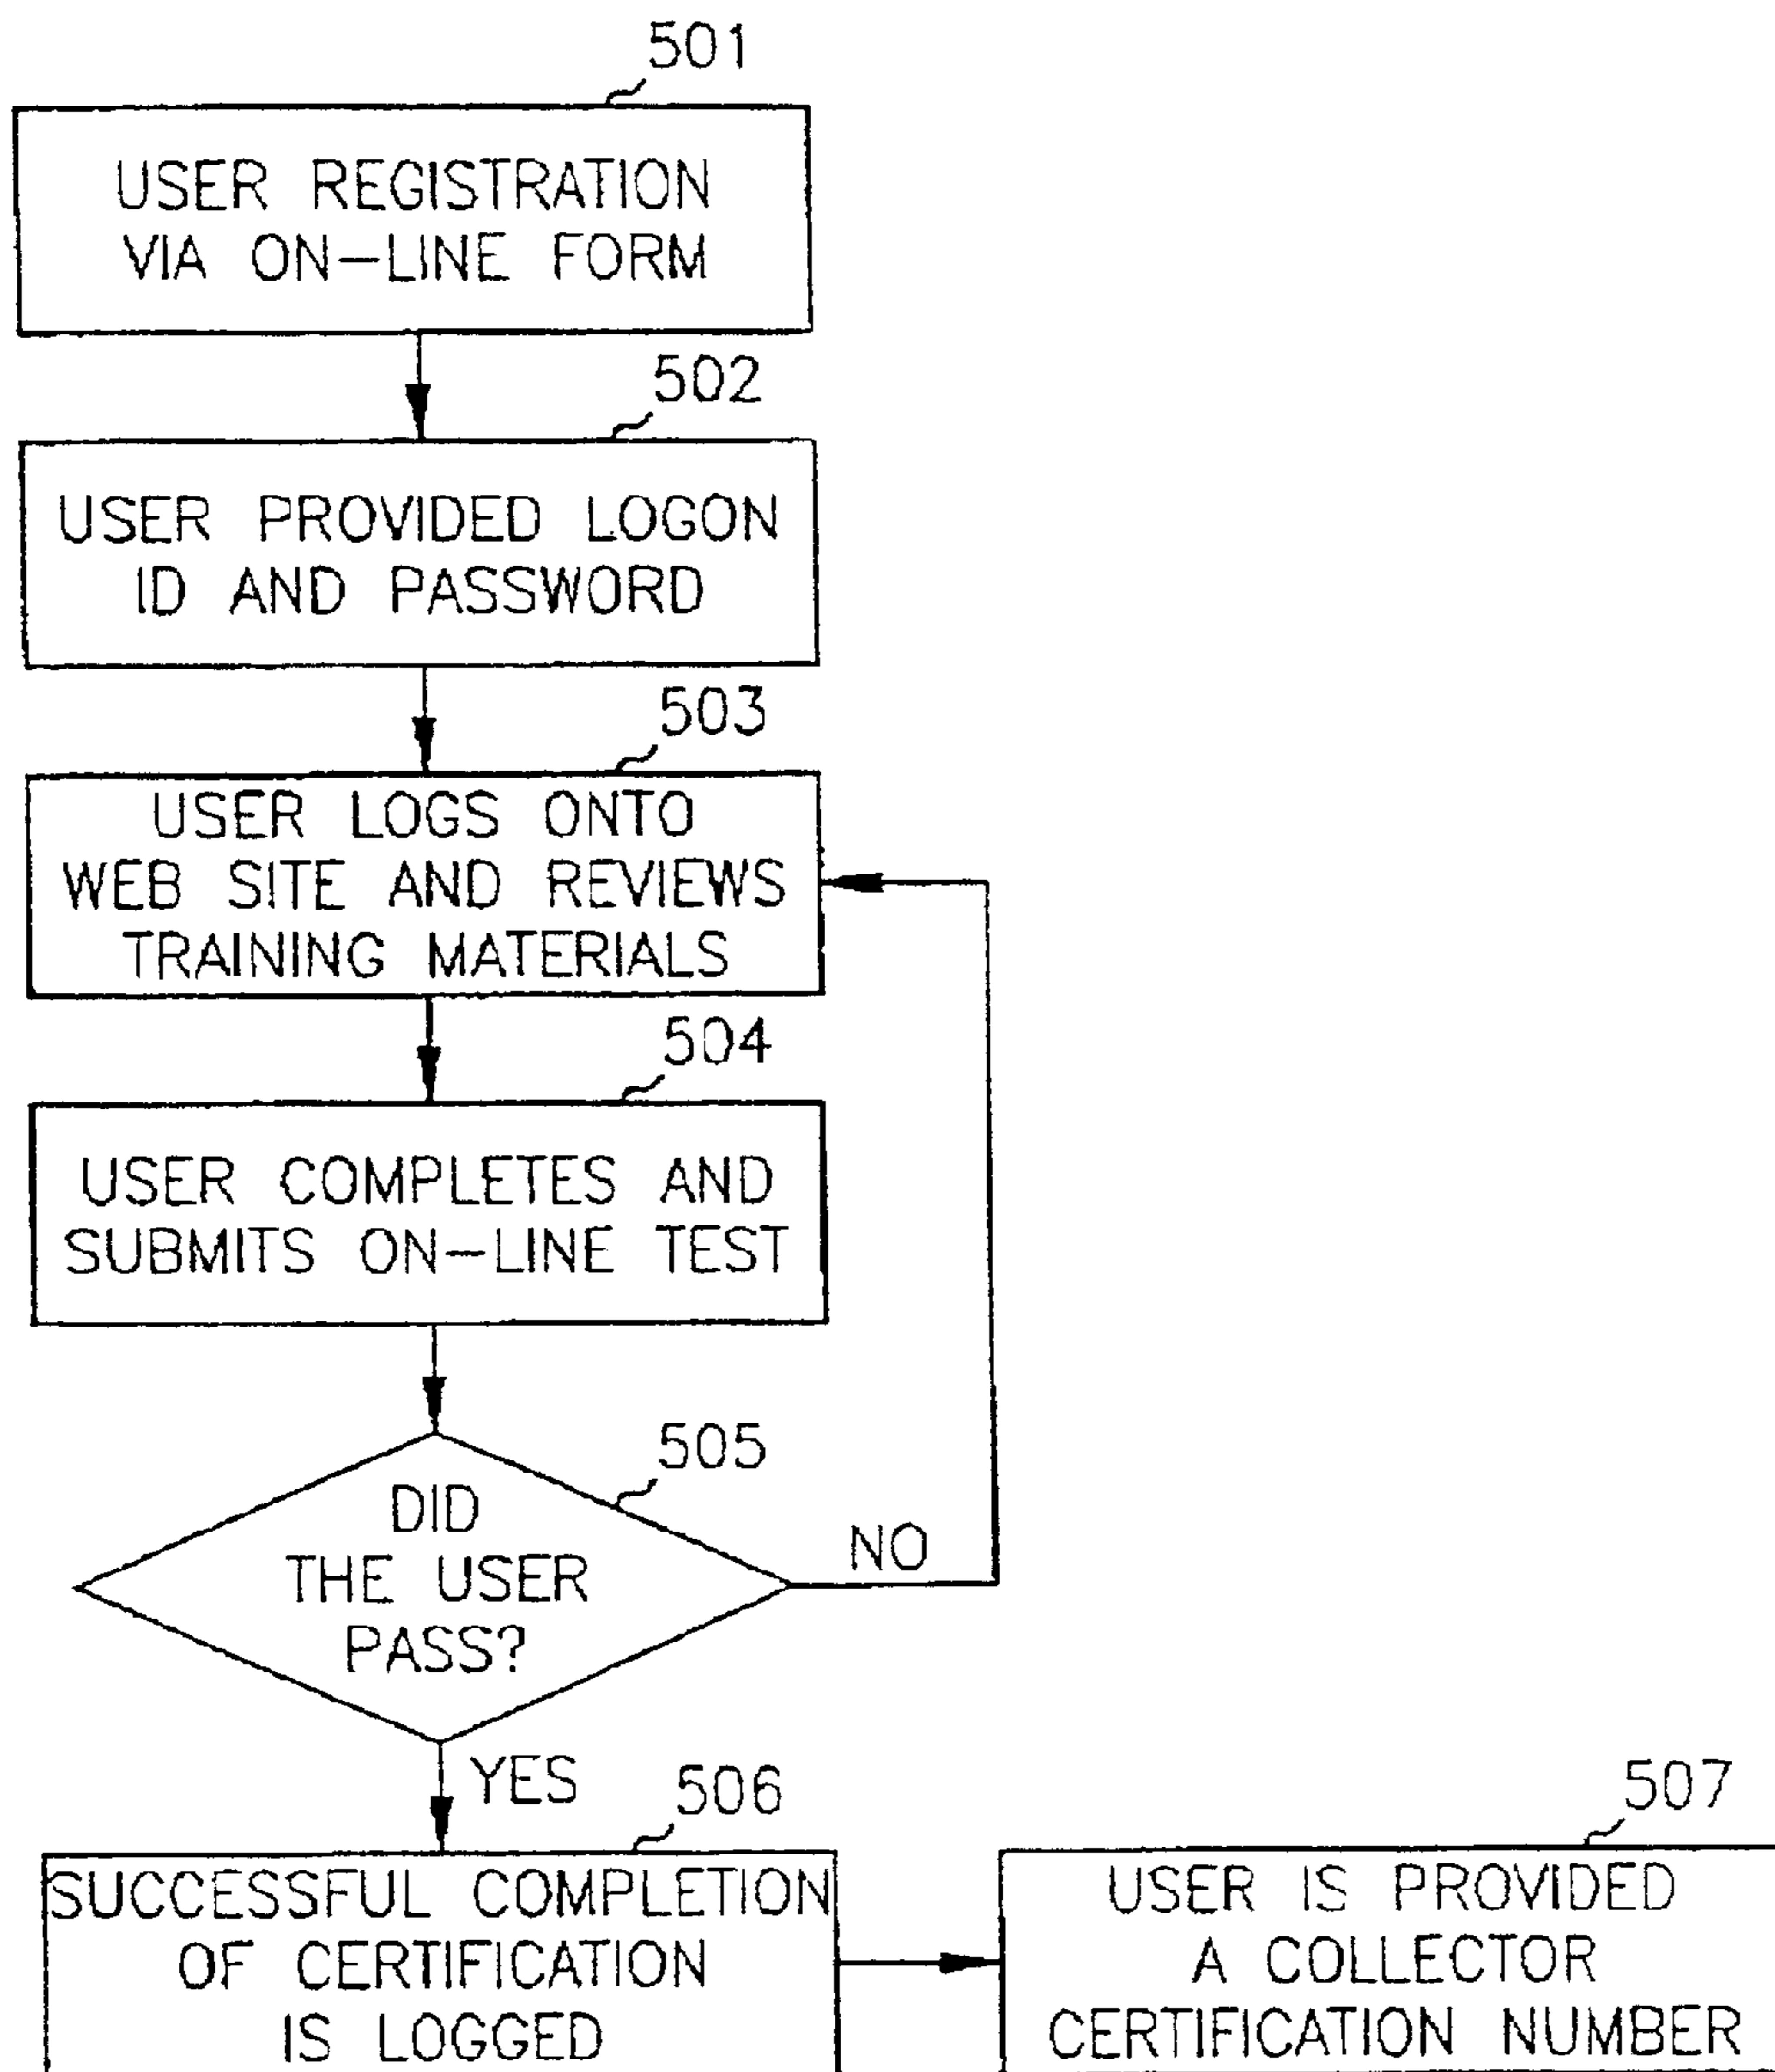 501
USER REGISTRATION
VIA ON-LINE FORM
502
USER PROVIDED LOGON
ID AND PASSWORD
503
USER LOGS ONTO
WEB SITE AND REVIEWS
TRAINING MATERIALS
504
USER COMPLETES AND
SUBMITS ON-LINE TEST
505
DID
THE USER
PASS?
NO
YES
506
SUCCESSFUL COMPLETION
OF CERTIFICATION
IS LOGGED
507
USER IS PROVIDED
A COLLECTOR
CERTIFICATION NUMBER